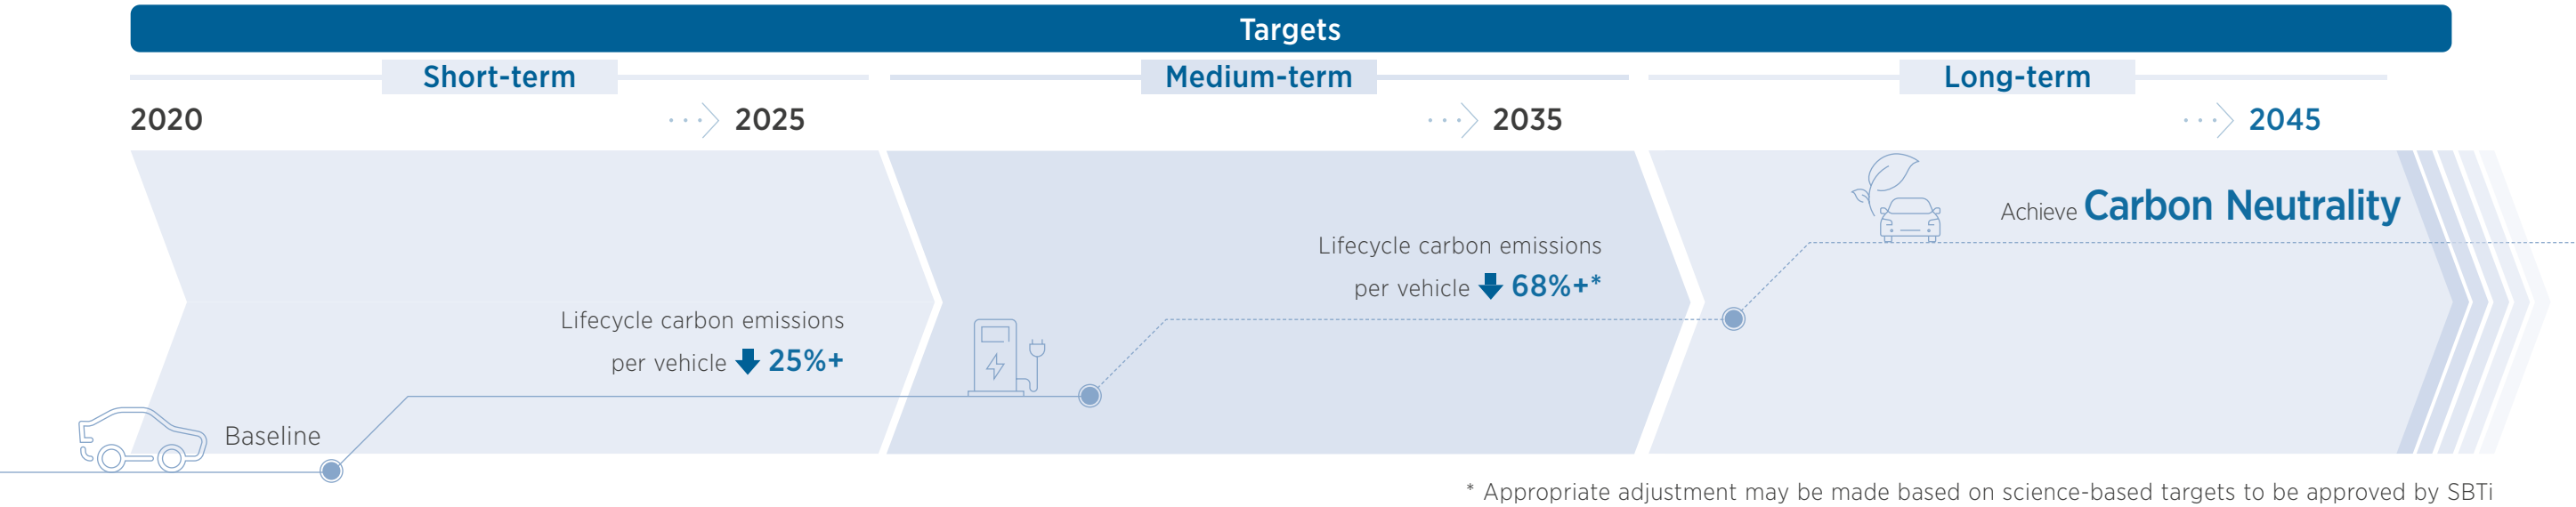 Targets
Short-term
Medium-term
Long-term
2020
2025
2035
2045
Baseline
Lifecycle carbon emissions
per vehicle 25%+
Lifecycle carbon emissions
per vehicle 68%+*
Achieve Carbon Neutrality
* Appropriate adjustment may be made based on science-based targets to be approved by SBTi